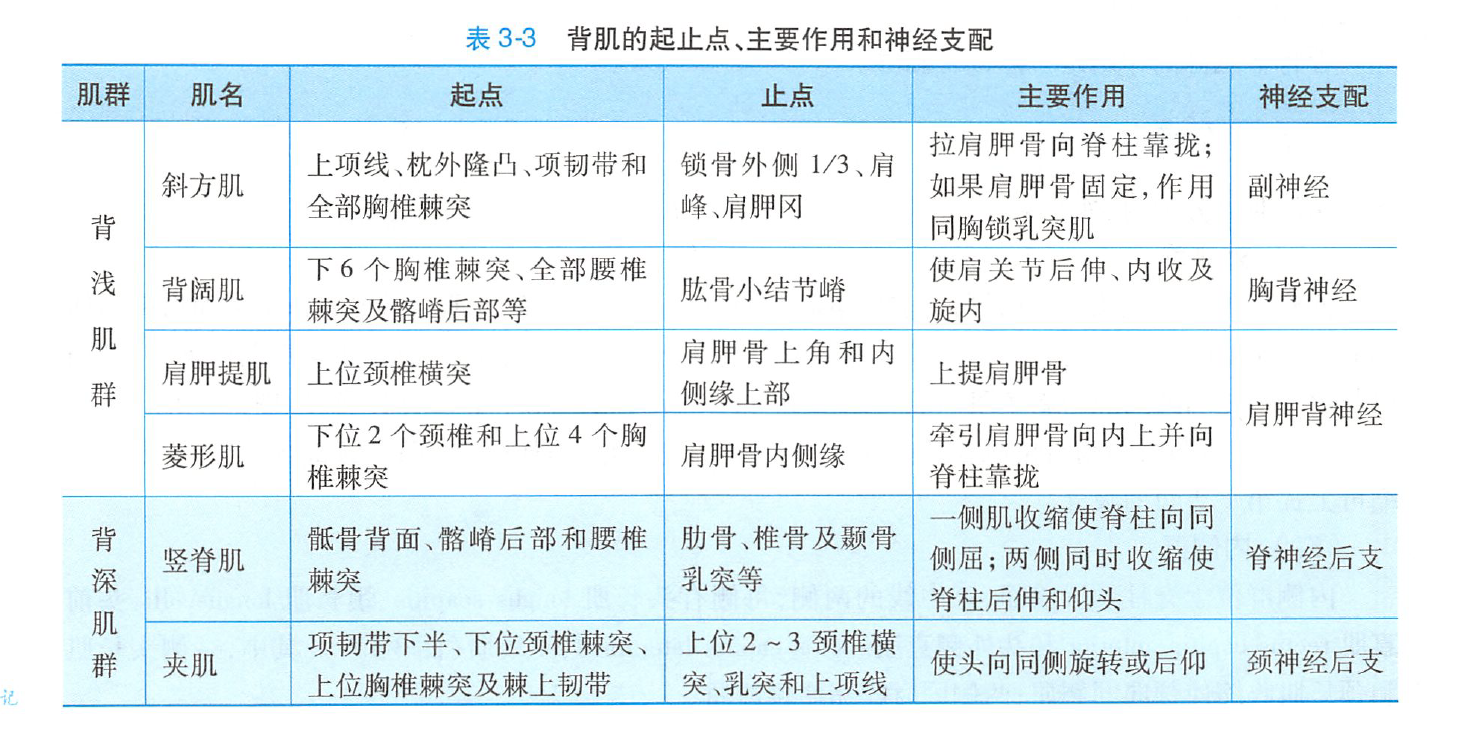 表 3-3 背肌的起止点、主要作用和神经支配
肌群 肌名 起点 止点 主要作用 神经支配
背浅肌群
斜方肌
上项线、枕外隆凸、项韧带和
全部胸椎棘突
锁骨外侧 1/3、肩
峰、肩胛冈
拉肩胛骨向脊柱靠拢；
如果肩胛骨固定，作用
同胸锁乳突肌
副神经
背阔肌
下 6 个胸椎棘突、全部腰椎
棘突及髂嵴后部等
肱骨小结节嵴
使肩关节后伸、内收及
旋内
胸背神经
肩胛提肌
上位颈椎横突
肩胛骨上角和内
侧缘上部
上提肩胛骨
肩胛背神经
菱形肌
下位 2 个颈椎和上位 4 个胸
椎棘突
肩胛骨内侧缘
牵引肩胛骨向内上并向
脊柱靠拢
背深肌群
竖脊肌
骶骨背面、髂嵴后部和腰椎
棘突
肋骨、椎骨及颞骨
乳突等
一侧肌收缩使脊柱向同
侧屈；两侧同时收缩使
脊柱后伸和仰头
脊神经后支
夹肌
项韧带下半、下位颈椎棘突、
上位胸椎棘突及棘上韧带
上位 2~3 颈椎横
突、乳突和上项线
使头向同侧旋转或后仰
颈神经后支
记